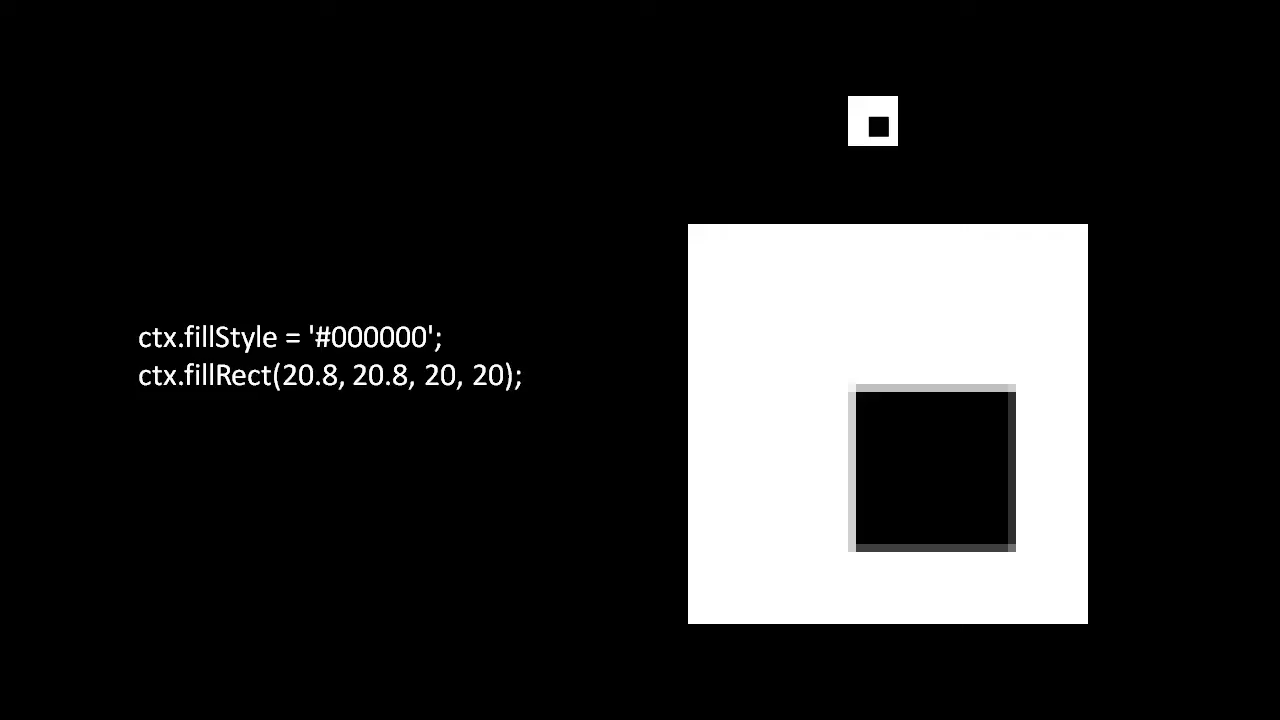 ctx.fillStyle = '#000000';
ctx.fillRect(20.8, 20.8, 20, 20);